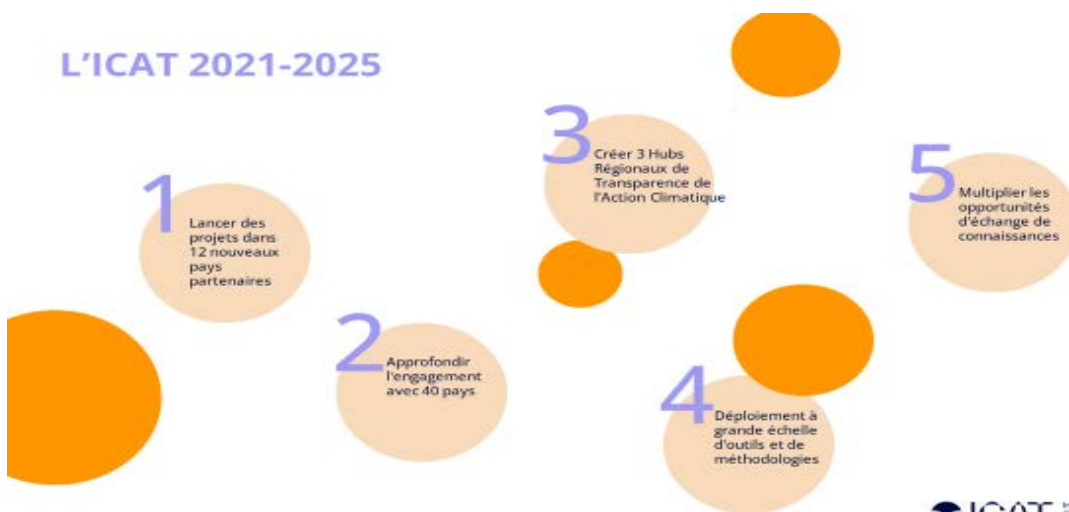 L'ICAT 2021-2025
1
Lancer des
projets dans
12 nouveaux
pays
partenaires
2
Approfondir
l'engagement
avec 40 pays
3
Créer 3 Hubs
Régionaux de
Transparence de
l'Action Climatique
4
Déploiement à
grande échelle
d'outils et de
méthodologies
5
Multiplier les
opportunités
d'échange de
connaissances
ICAT